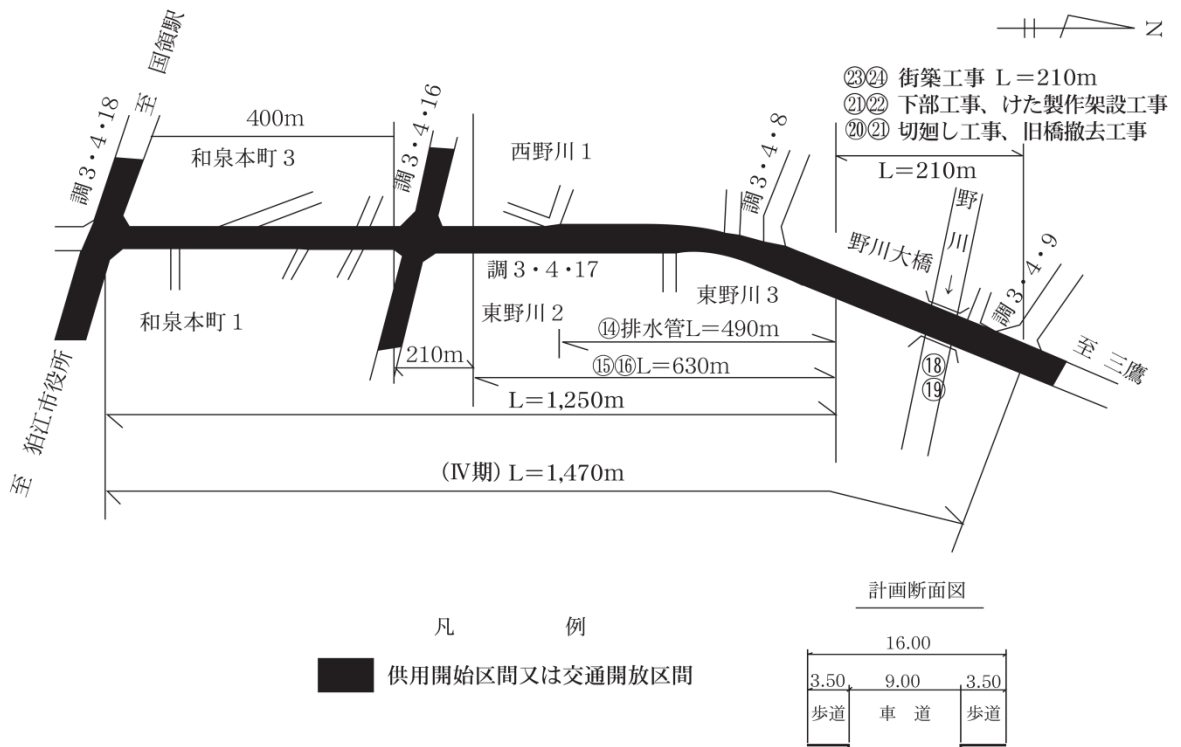 N
㉓㉔ 街築工事 L=210m
㉑㉒ 下部工事、けた製作架設工事
⑳㉑ 切廻し工事、旧橋撤去工事
調3・4・18
至 国領駅
400m
和泉本町3
調3・4・16
西野川1
調3・4・8
L=210m
野川
野川大橋
調3・4・9
調3・4・17
和泉本町1
東野川2
東野川3
⑭排水管L=490m
210m
⑮⑯L=630m
⑱
⑲
至 三鷹
L=1,250m
至 狛江市役所
(Ⅳ期) L=1,470m
計画断面図
凡 例
供用開始区間又は交通開放区間
16.00
3.50 9.00 3.50
歩道 車 道 歩道